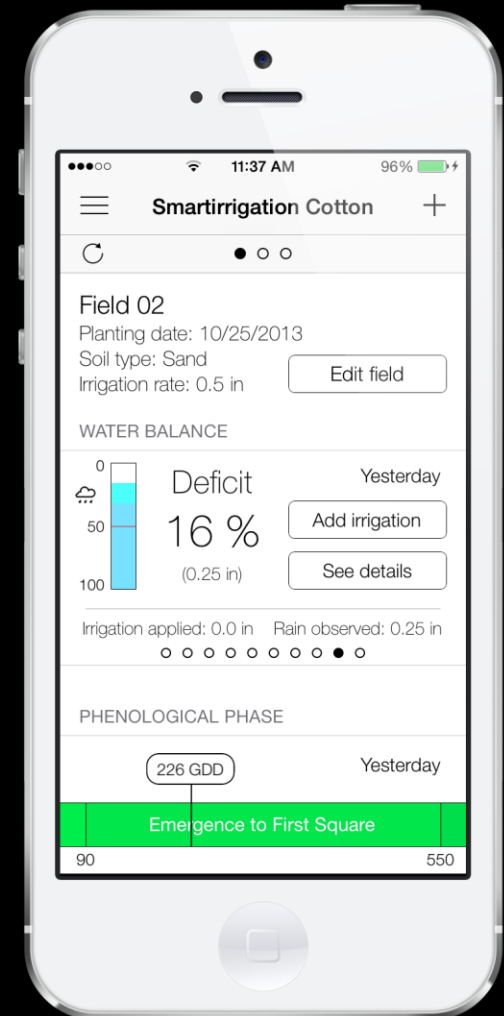 11:37 AM 96%
Smartirrigation Cotton
Field 02
Planting date: 10/25/2013
Soil type: Sand
Irrigation rate: 0.5 in
Edit field
WATER BALANCE
0
50
100
Deficit
16 %
(0.25 in)
Yesterday
Add irrigation
See details
Irrigation applied: 0.0 in Rain observed: 0.25 in
PHENOLOGICAL PHASE
226 GDD
Yesterday
Emergence to First Square
90 550